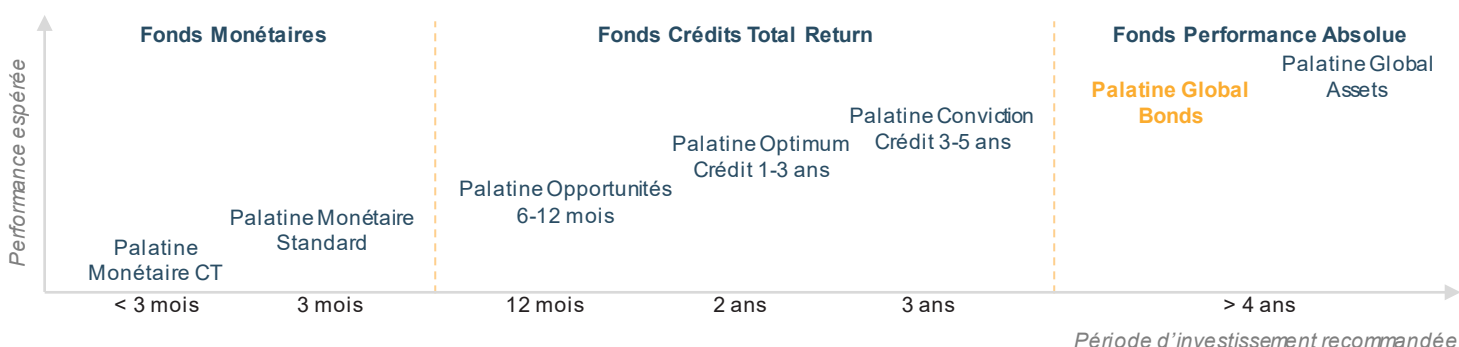 Performance espérée
Fonds Monétaires
Fonds Crédits Total Return
Fonds Performance Absolue
Palatine
Monétaire CT
Palatine Monétaire
Standard
Palatine Opportunités
6-12 mois
Palatine Optimum
Crédit 1-3 ans
Palatine Conviction
Crédit 3-5 ans
Palatine Global
Bonds
Palatine Global
Assets
< 3 mois
3 mois
12 mois
2 ans
3 ans
> 4 ans
Période d'investissement recommandée